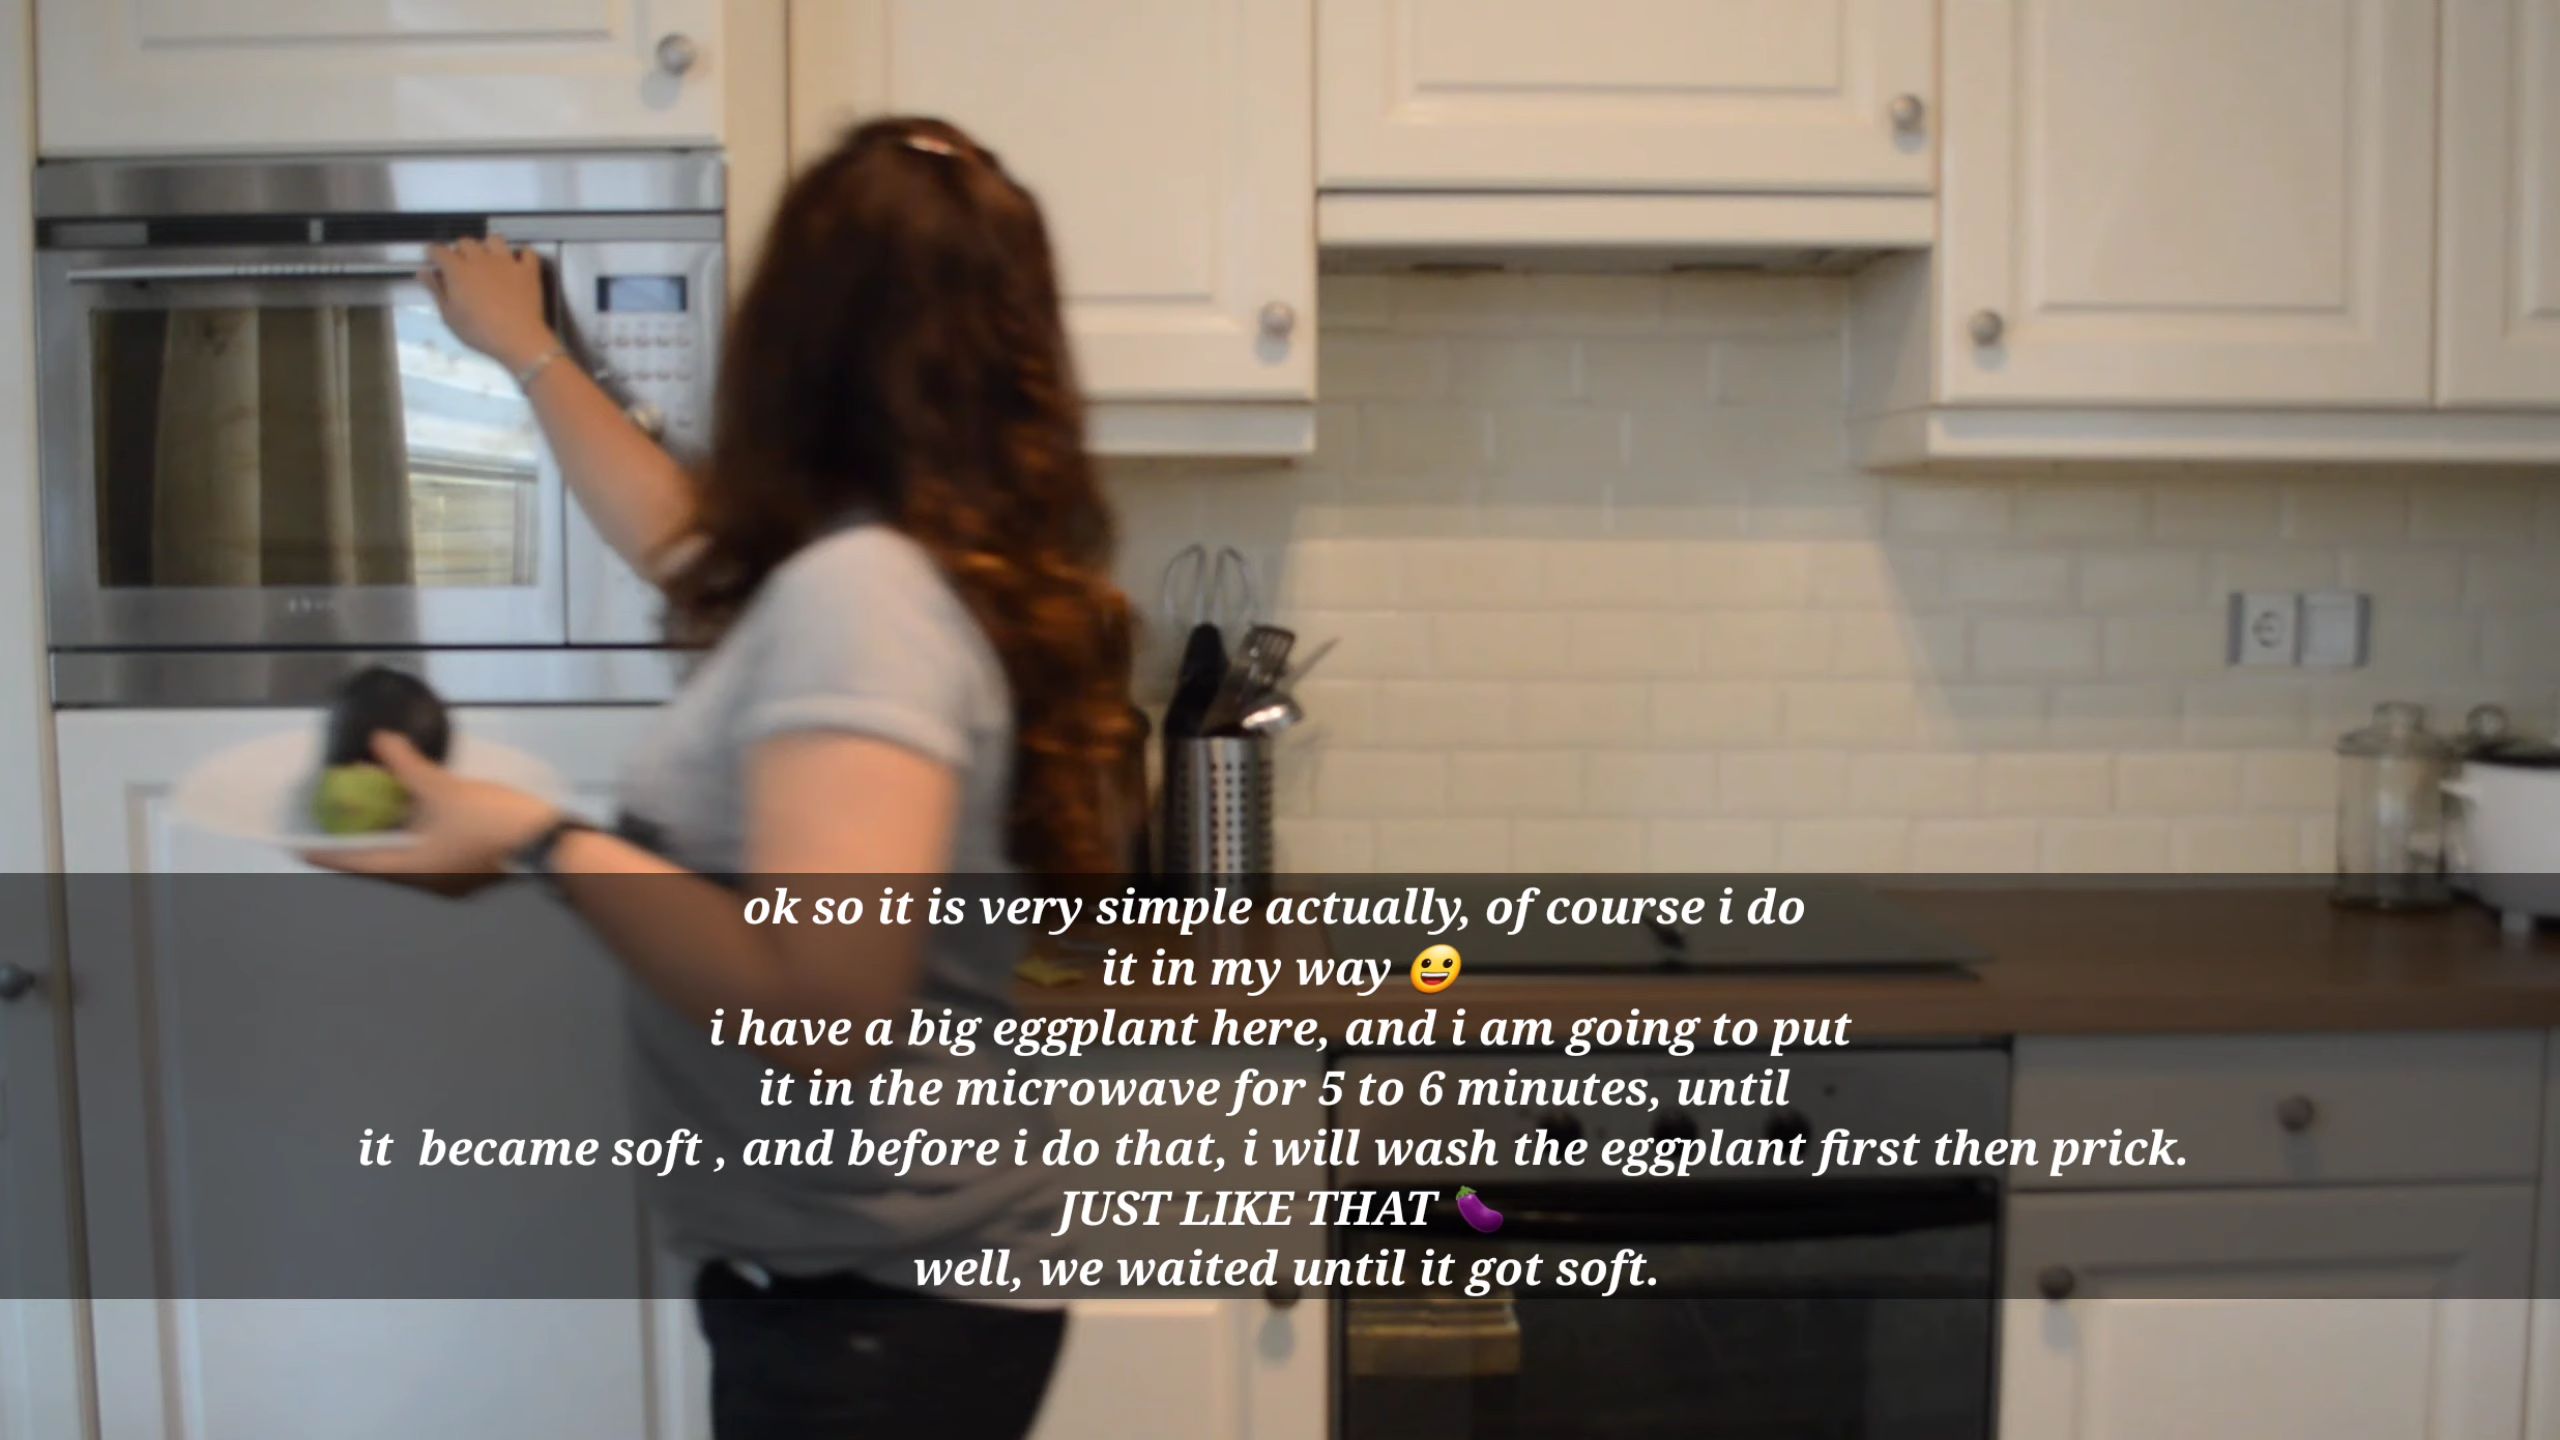 ok so it is very simple actually, of course i do
it in my way 😀
i have a big eggplant here, and i am going to put
it in the microwave for 5 to 6 minutes, until
it  became soft , and before i do that, i will wash the eggplant first then prick.
JUST LIKE THAT 🍆
well, we waited until it got soft.